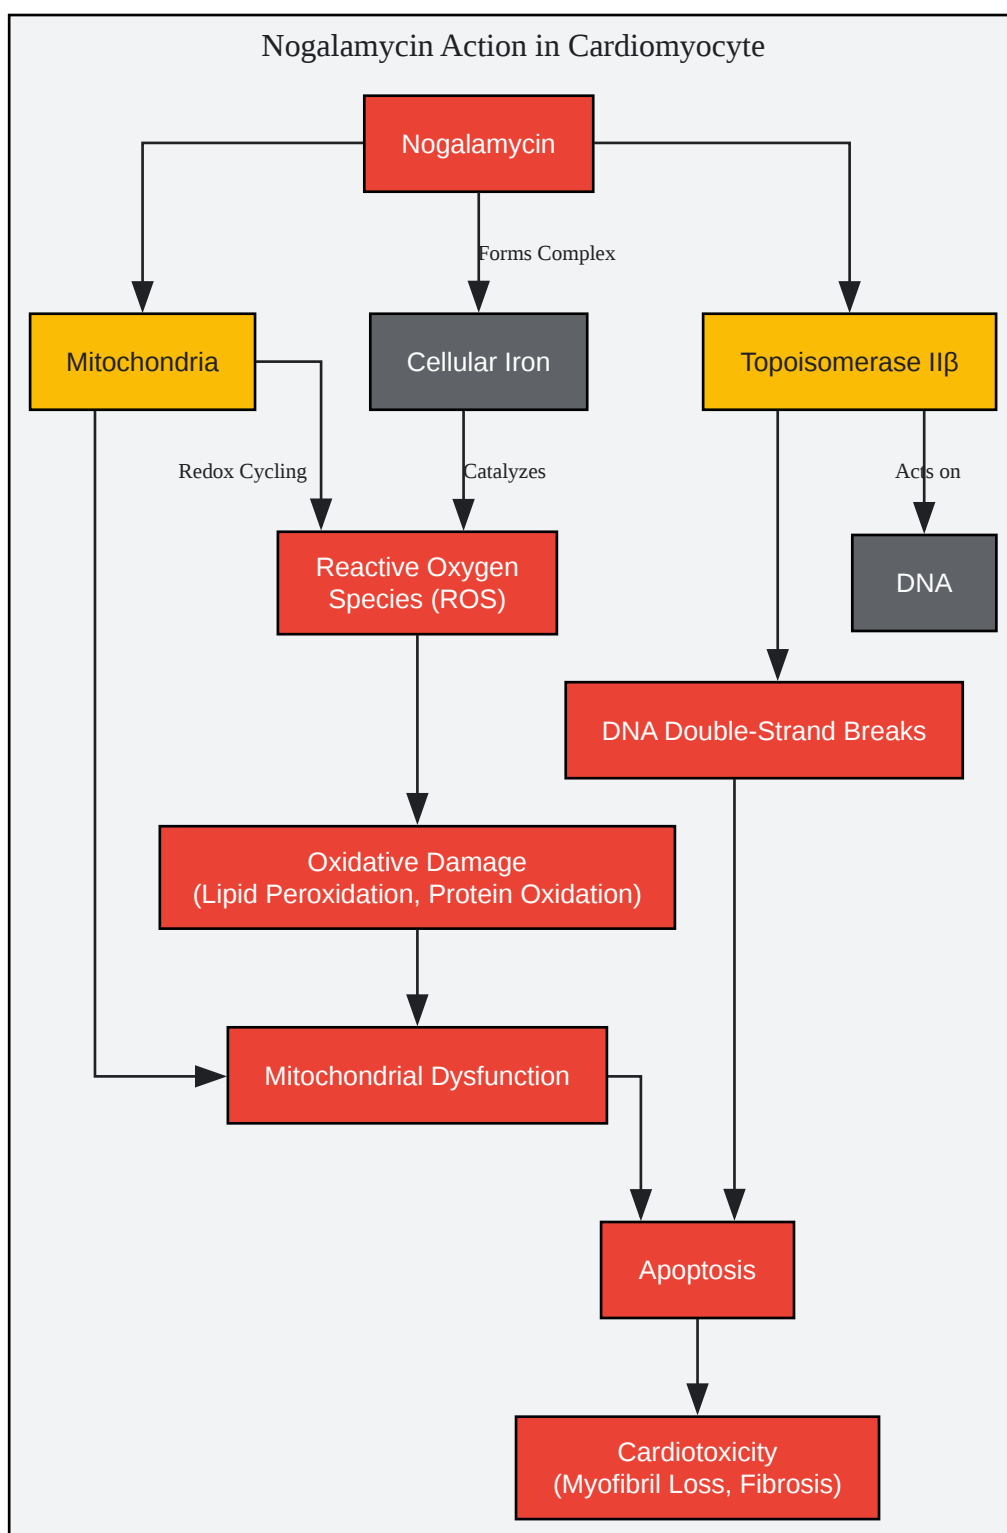 Nogalamycin Action in Cardiomyocyte
Nogalamycin
Forms Complex
Mitochondria
Cellular Iron
Topoisomerase IIβ
Redox Cycling
Catalyzes
Acts on
Reactive Oxygen
Species (ROS)
DNA
DNA Double-Strand Breaks
Oxidative Damage
(Lipid Peroxidation, Protein Oxidation)
Mitochondrial Dysfunction
Apoptosis
Cardiotoxicity
(Myofibril Loss, Fibrosis)